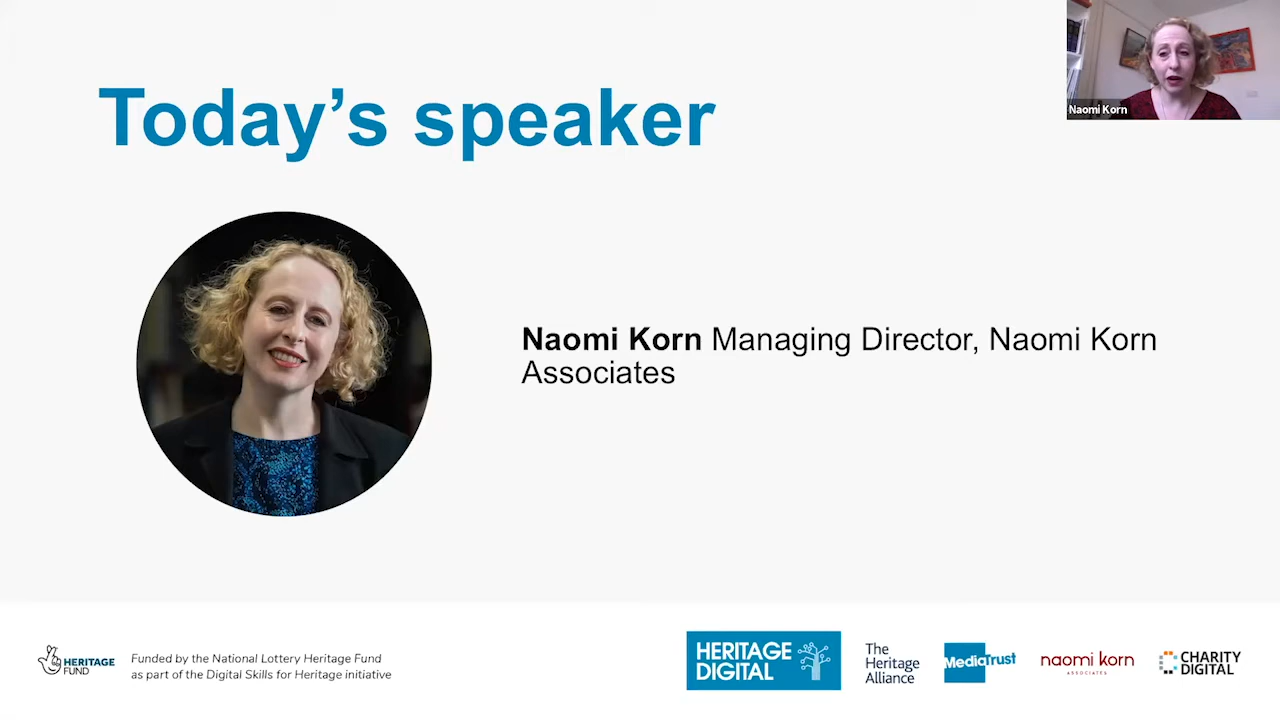 Today’s speaker
Naomi Korn
Naomi Korn Managing Director, Naomi Korn
Associates
HERITAGE
FUND
Funded by the National Lottery Heritage Fund
as part of the Digital Skills for Heritage initiative
HERITAGE
DIGITAL
The
Heritage
Alliance
MediaTrust
naomi korn
ASSOCIATES
CHARITY
DIGITAL